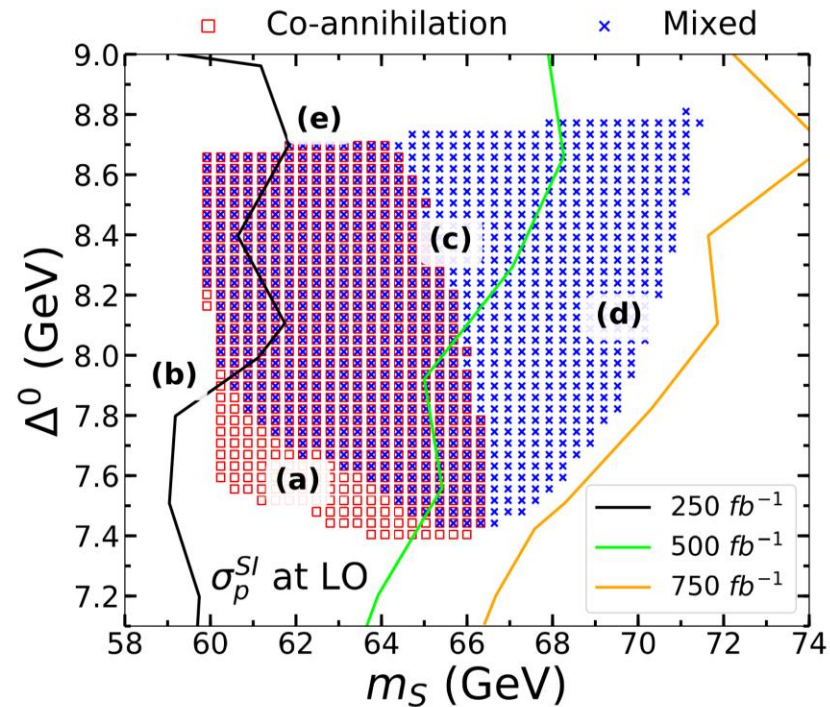 Co-annihilation Mixed
9.0
8.8
8.6
8.4
8.2
8.0
7.8
7.6
7.4
7.2
Δ⁰ (GeV)
(e)
(c)
(d)
(b)
(a)
σ_p^{SI} at LO
250 fb⁻¹
500 fb⁻¹
750 fb⁻¹
58 60 62 64 66 68 70 72 74
m_S (GeV)